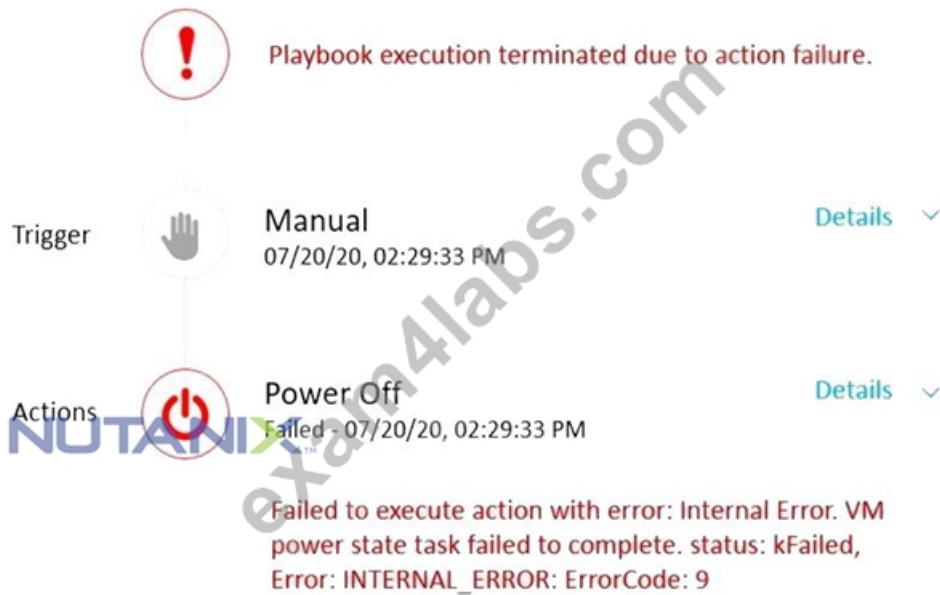 Playbook execution terminated due to action failure.
Trigger
Manual
Details
07/20/20, 02:29:33 PM
Actions
Power Off
Details
Failed - 07/20/20, 02:29:33 PM
NUTANIX™
exam4labs.com
Failed to execute action with error: Internal Error. VM
power state task failed to complete. status: kFailed,
Error: INTERNAL_ERROR: ErrorCode: 9